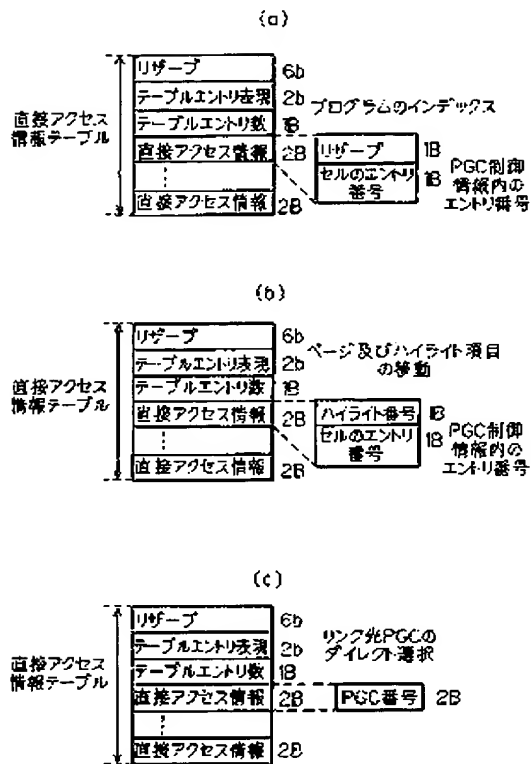 (a)
直接アクセス
情報テーブル
リザーブ 6b
テーブルエントリ表現 2b
テーブルエントリ数 1B
直接アクセス情報 2B
直接アクセス情報 2B
プログラムのインデックス
リザーブ 1B
セルのエントリ
番号
1B PGC制御
情報内の
エントリ番号
(b)
直接アクセス
情報テーブル
リザーブ 6b
テーブルエントリ表現 2b
テーブルエントリ数 1B
直接アクセス情報 2B
直接アクセス情報 2B
ページ及びハイライト項目
の移動
ハイライト番号 1B
セルのエントリ
番号
1B PGC制御
情報内の
エントリ番号
(c)
直接アクセス
情報テーブル
リザーブ 6b
テーブルエントリ表現 2b
テーブルエントリ数 1B
直接アクセス情報 2B
直接アクセス情報 2B
リンク先PGCの
ダイレクト選択
PGC番号 2B